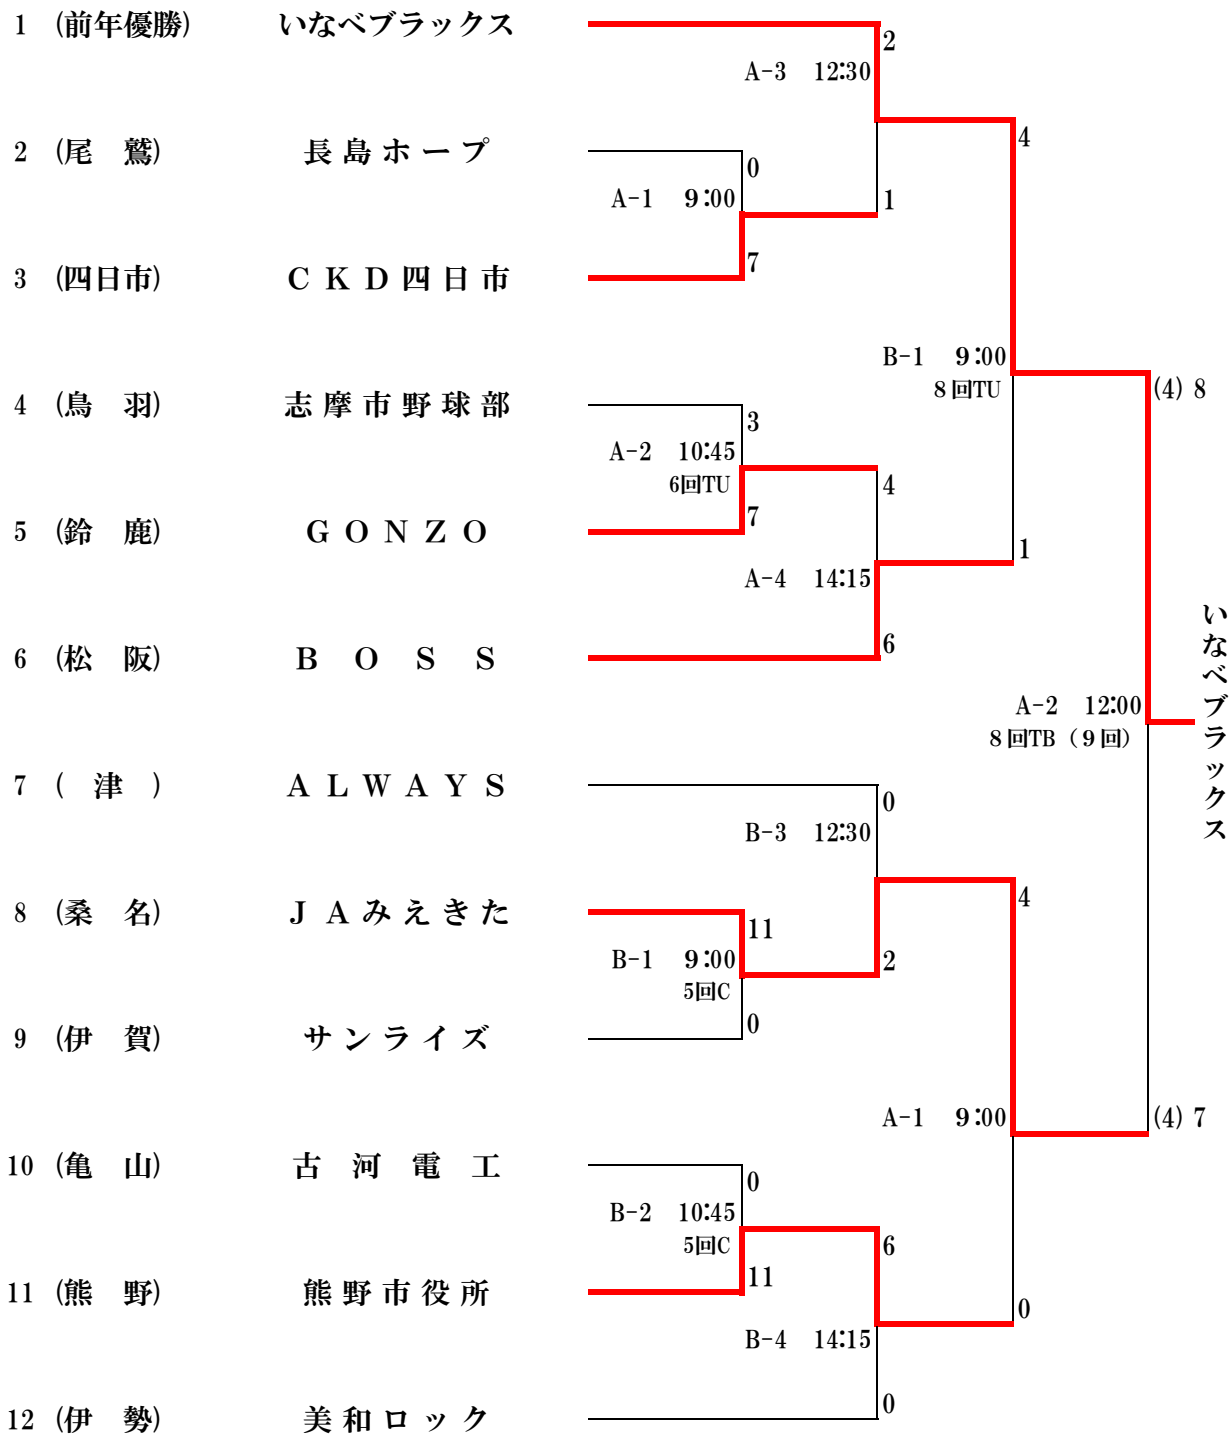 1 (前年優勝) いなべブラックス
2
A-3 12:30
4
2 (尾 鷲) 長島ホープ
0
A-1 9:00
1
7
3 (四日市) CKD四日市
B-1 9:00
8回TU
(4) 8
4 (鳥 羽) 志摩市野球部
3
A-2 10:45
6回TU
4
7
5 (鈴 鹿) GONZO
1
A-4 14:15
6
6 (松 阪) BOSS
いなべブラックス
A-2 12:00
8回TB（9回）
7 ( 津 ) ALWAYS
0
B-3 12:30
4
8 (桑 名) JAみえきた
11
B-1 9:00
5回C
2
0
9 (伊 賀) サンライズ
A-1 9:00
(4) 7
10 (亀 山) 古河電工
0
B-2 10:45
5回C
6
11
11 (熊 野) 熊野市役所
0
B-4 14:15
0
12 (伊 勢) 美和ロック